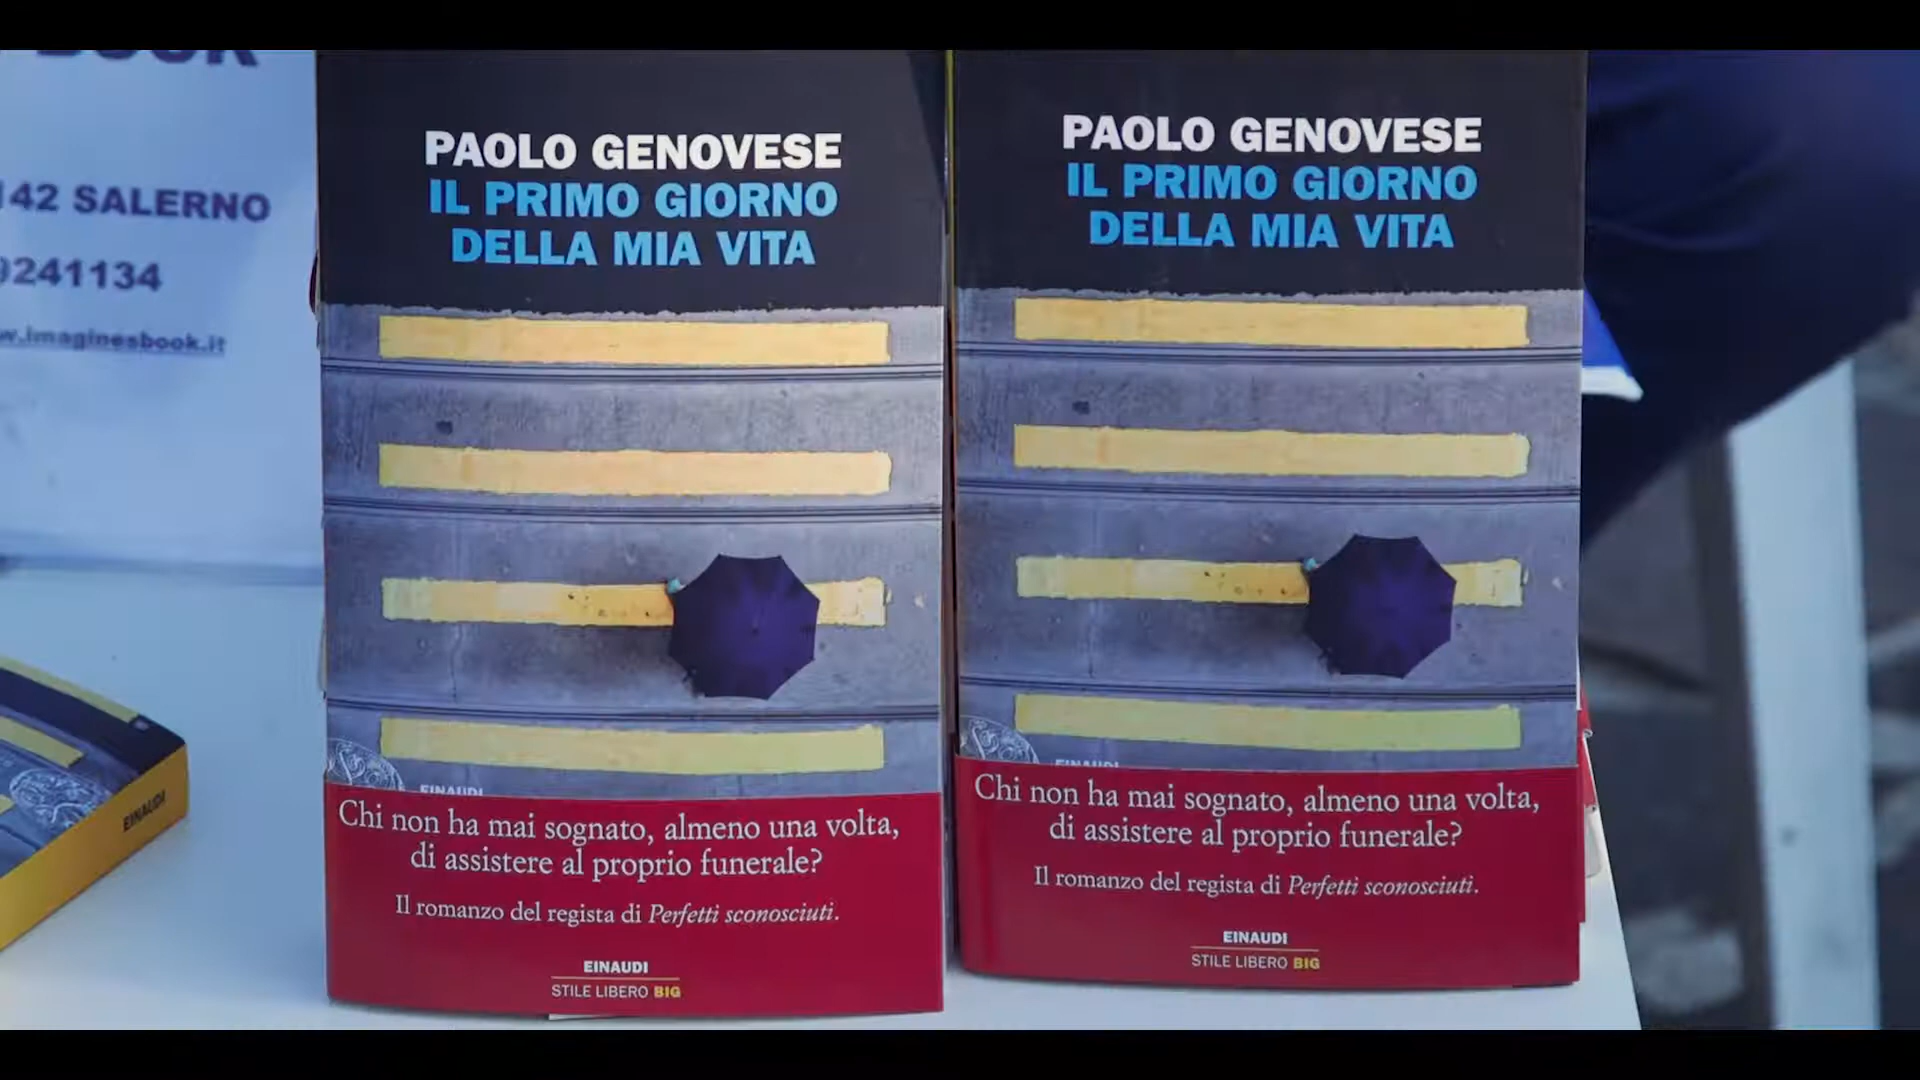 BOOK
142 SALERNO
0241134
w.imaginesbook.it
PAOLO GENOVESE
IL PRIMO GIORNO
DELLA MIA VITA
EINAUDI
Chi non ha mai sognato, almeno una volta,
di assistere al proprio funerale?
Il romanzo del regista di Perfetti sconosciuti.
EINAUDI
STILE LIBERO BIG
PAOLO GENOVESE
IL PRIMO GIORNO
DELLA MIA VITA
EINAUDI
Chi non ha mai sognato, almeno una volta,
di assistere al proprio funerale?
Il romanzo del regista di Perfetti sconosciuti.
EINAUDI
STILE LIBERO BIG
EINAUDI